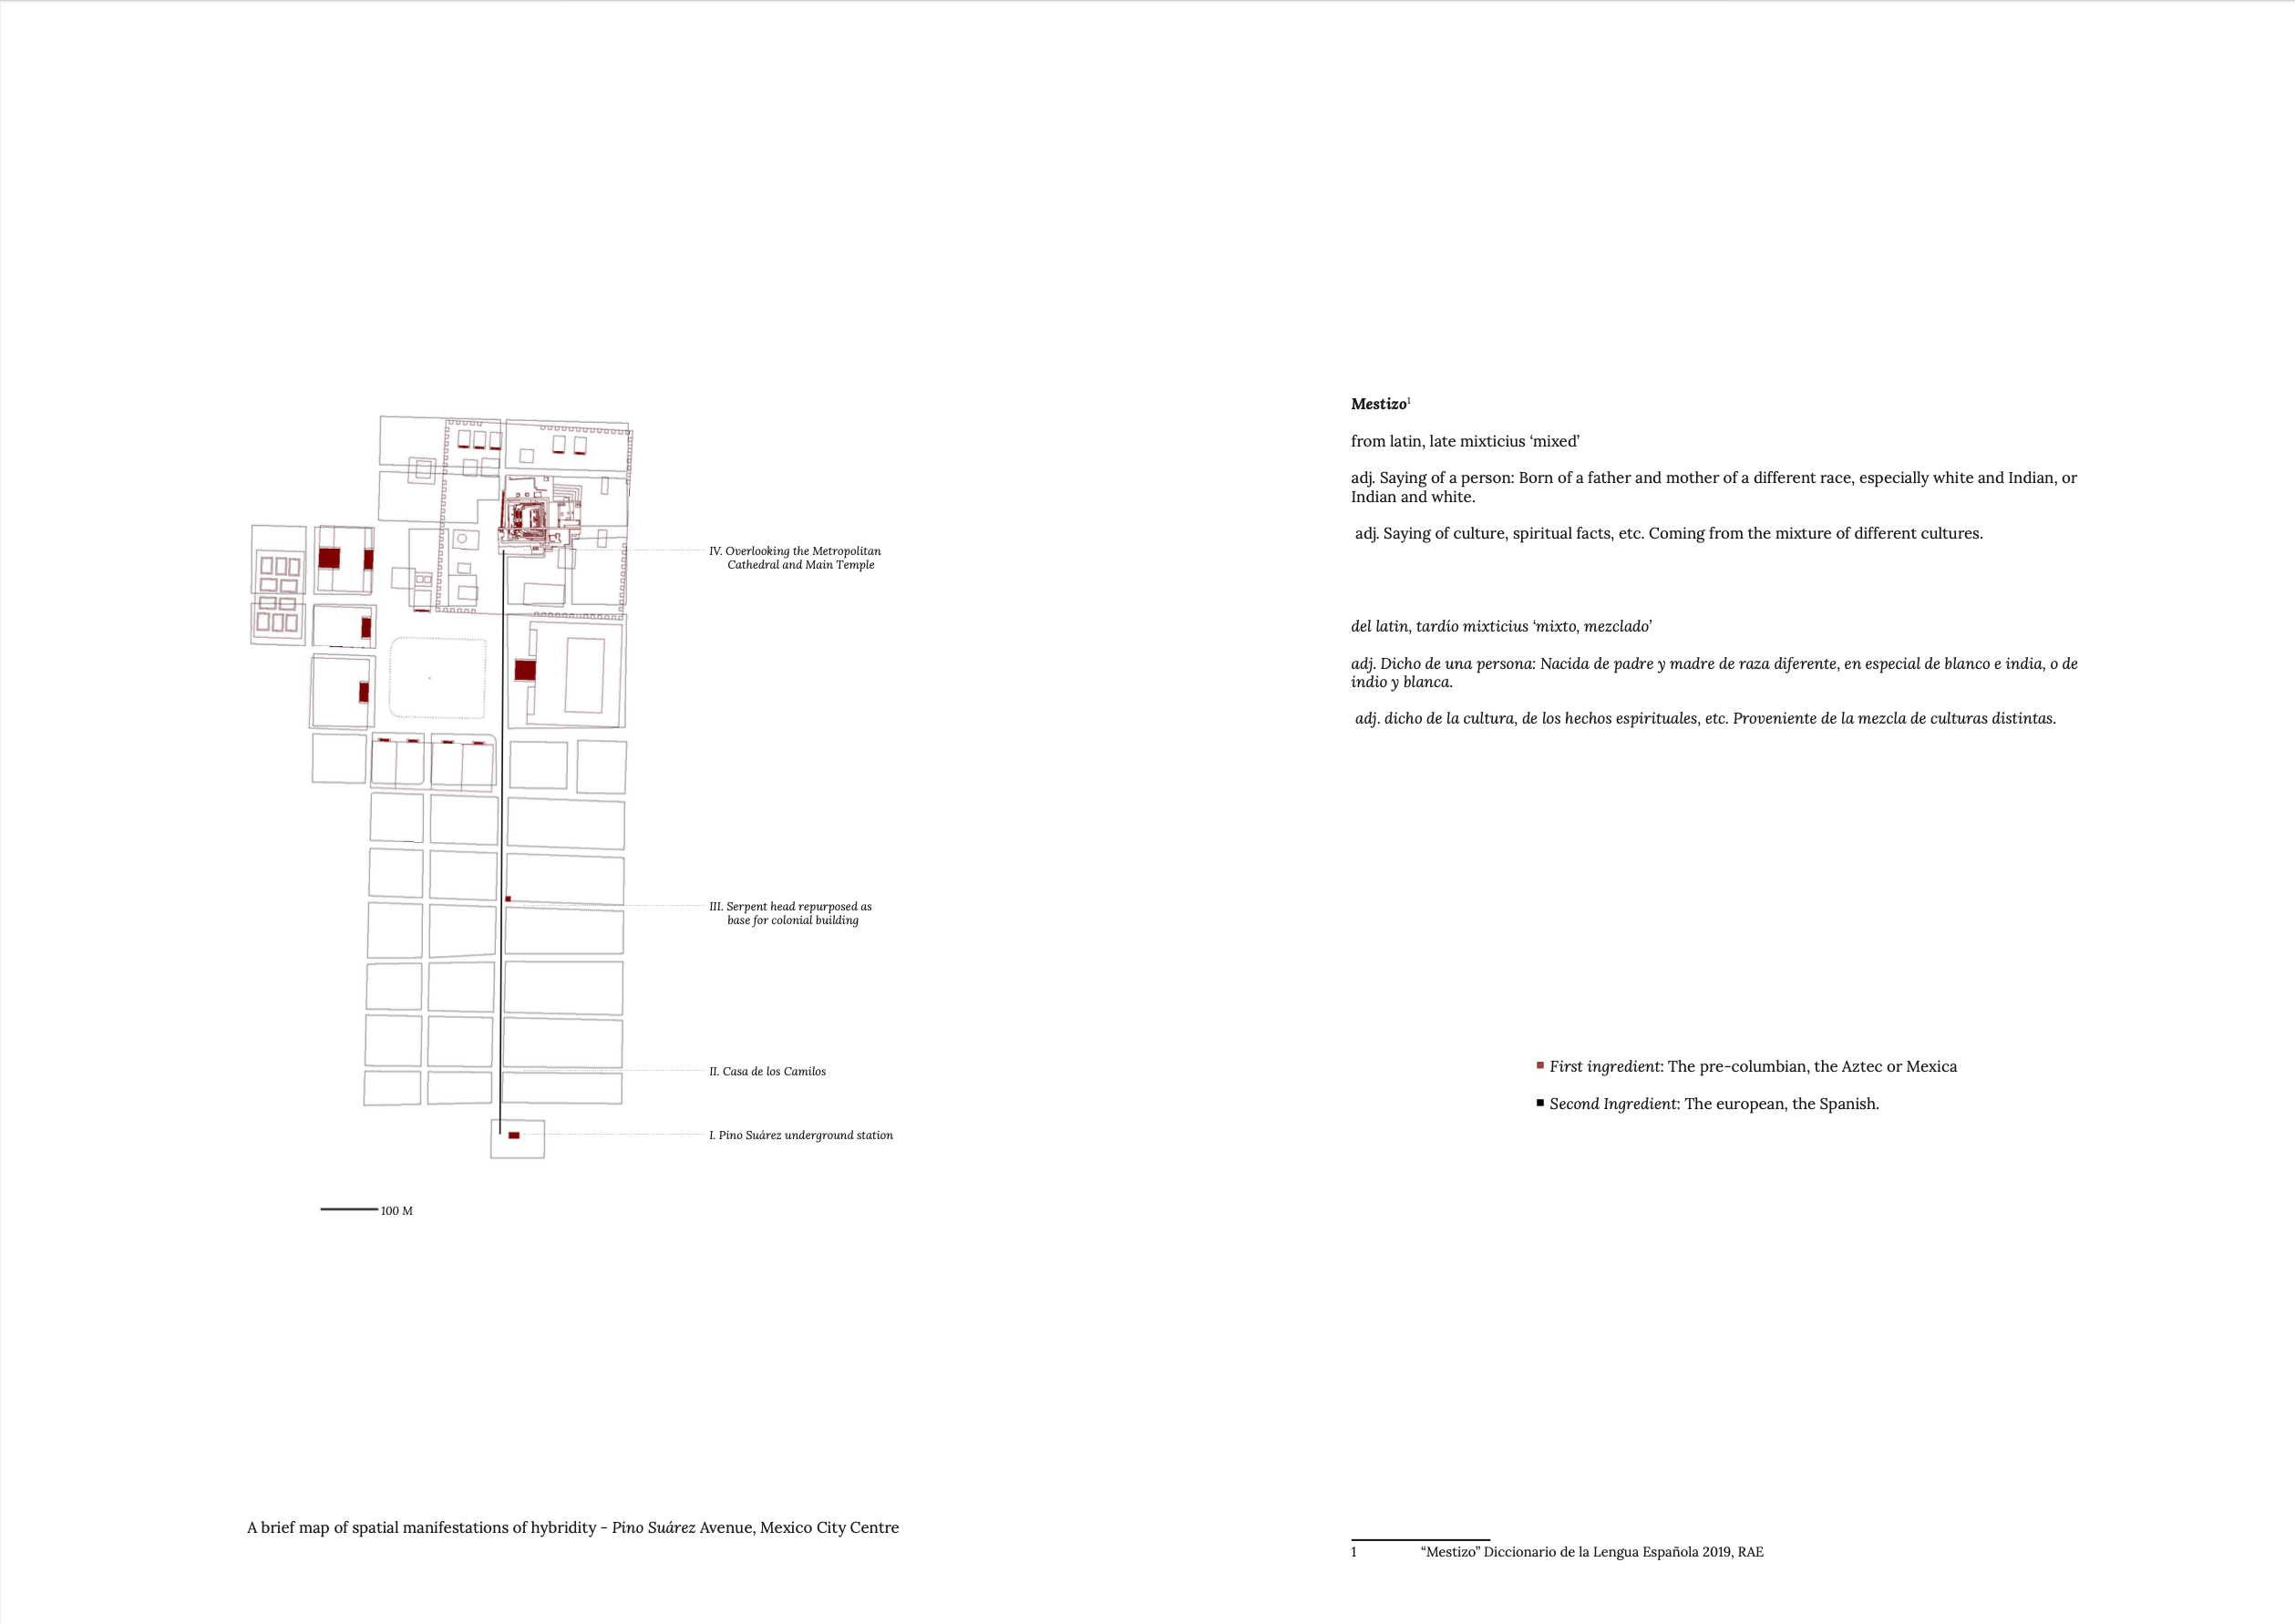 IV. Overlooking the Metropolitan
Cathedral and Main Temple
III. Serpent head repurposed as
base for colonial building
II. Casa de los Camilos
I. Pino Suárez underground station
100 M
A brief map of spatial manifestations of hybridity - Pino Suárez Avenue, Mexico City Centre
Mestizo1
from latin, late mixticius ‘mixed’
adj. Saying of a person: Born of a father and mother of a different race, especially white and Indian, or
Indian and white.
adj. Saying of culture, spiritual facts, etc. Coming from the mixture of different cultures.
del latin, tardío mixticius ‘mixto, mezclado’
adj. Dicho de una persona: Nacida de padre y madre de raza diferente, en especial de blanco e india, o de
indio y blanca.
adj. dicho de la cultura, de los hechos espirituales, etc. Proveniente de la mezcla de culturas distintas.
First ingredient: The pre-columbian, the Aztec or Mexica
Second Ingredient: The european, the Spanish.
1 “Mestizo” Diccionario de la Lengua Española 2019, RAE